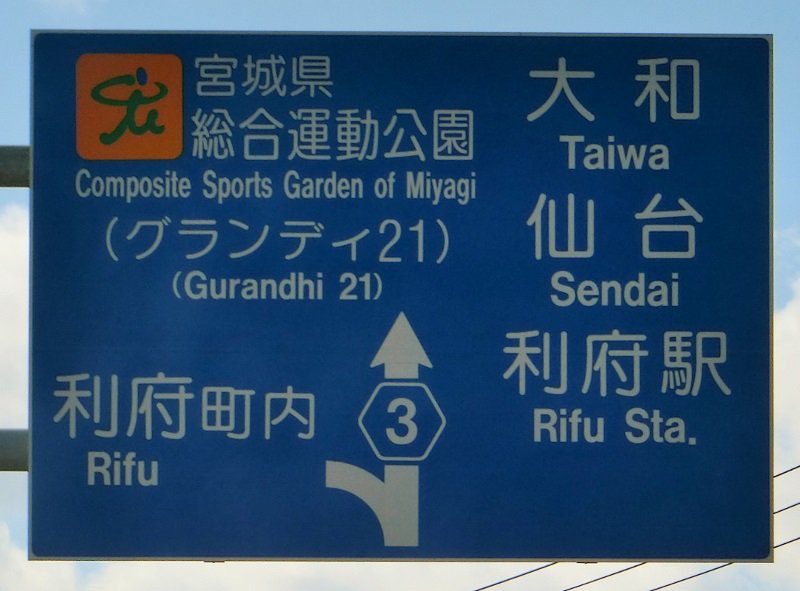 宮城県
総合運動公園
Composite Sports Garden of Miyagi
(グランディ21)
(Gurandhi 21)
大和
Taiwa
仙台
Sendai
利府駅
Rifu Sta.
利府町内
Rifu
3